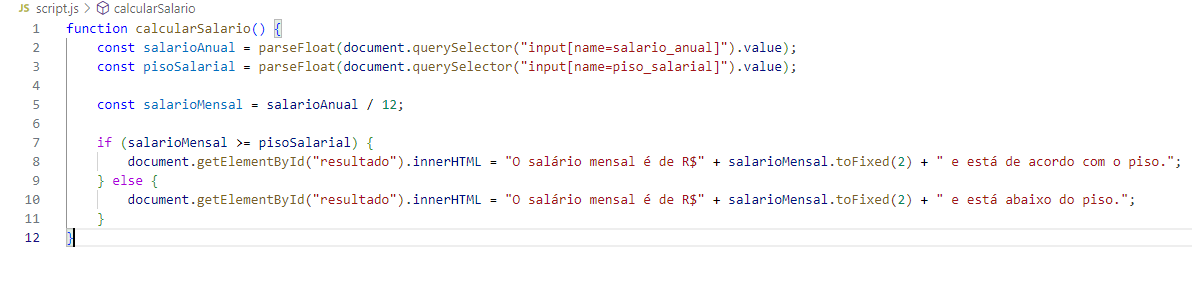 JS script.js > calcularSalario
1 function calcularSalario() {
2     const salarioAnual = parseFloat(document.querySelector("input[name=salario_anual]").value);
3     const pisoSalarial = parseFloat(document.querySelector("input[name=piso_salarial]").value);
4
5     const salarioMensal = salarioAnual / 12;
6
7     if (salarioMensal >= pisoSalarial) {
8         document.getElementById("resultado").innerHTML = "O salário mensal é de R$" + salarioMensal.toFixed(2) + " e está de acordo com o piso.";
9     } else {
10         document.getElementById("resultado").innerHTML = "O salário mensal é de R$" + salarioMensal.toFixed(2) + " e está abaixo do piso.";
11     }
12 }